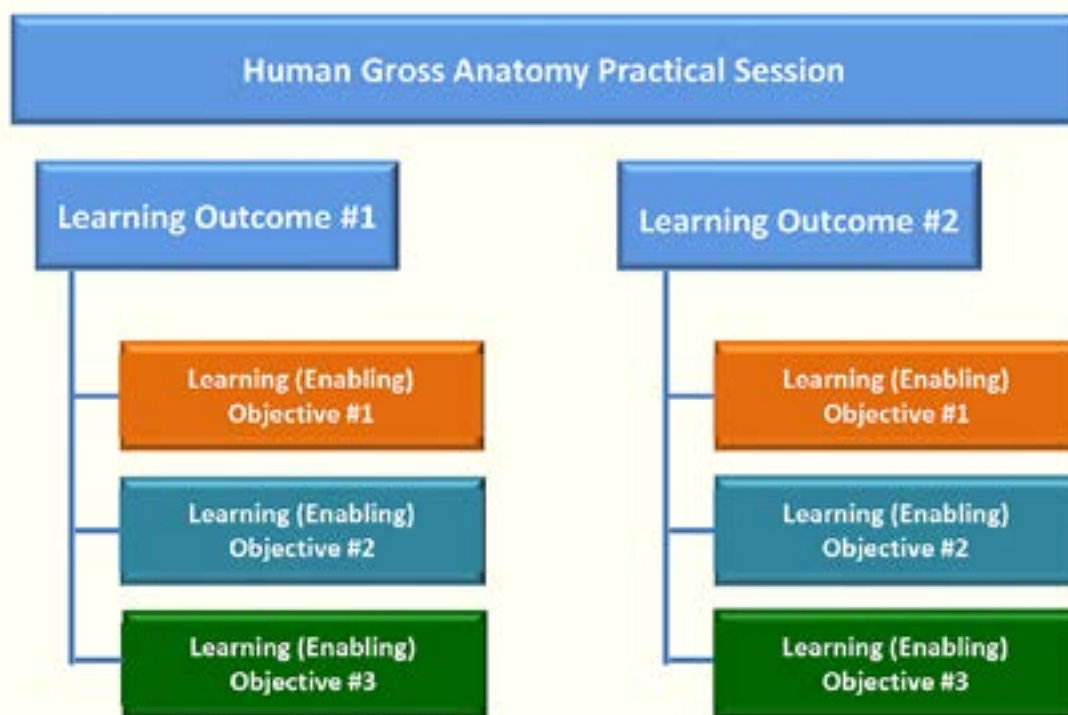 Human Gross Anatomy Practical Session
Learning Outcome #1
Learning (Enabling)
Objective #1
Learning (Enabling)
Objective #2
Learning (Enabling)
Objective #3
Learning Outcome #2
Learning (Enabling)
Objective #1
Learning (Enabling)
Objective #2
Learning (Enabling)
Objective #3